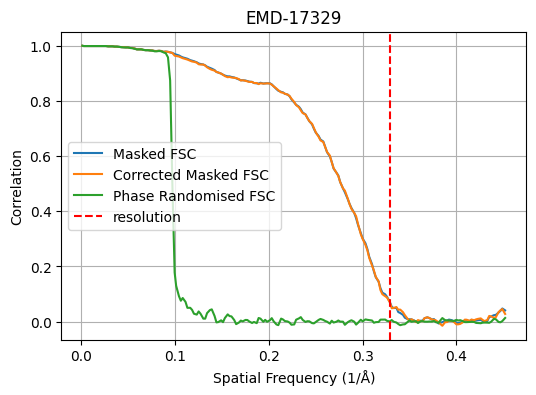 EMD-17329
Correlation
1.0
0.8
0.6
0.4
0.2
0.0
Masked FSC
Corrected Masked FSC
Phase Randomised FSC
resolution
0.0 0.1 0.2 0.3 0.4
Spatial Frequency (1/Å)